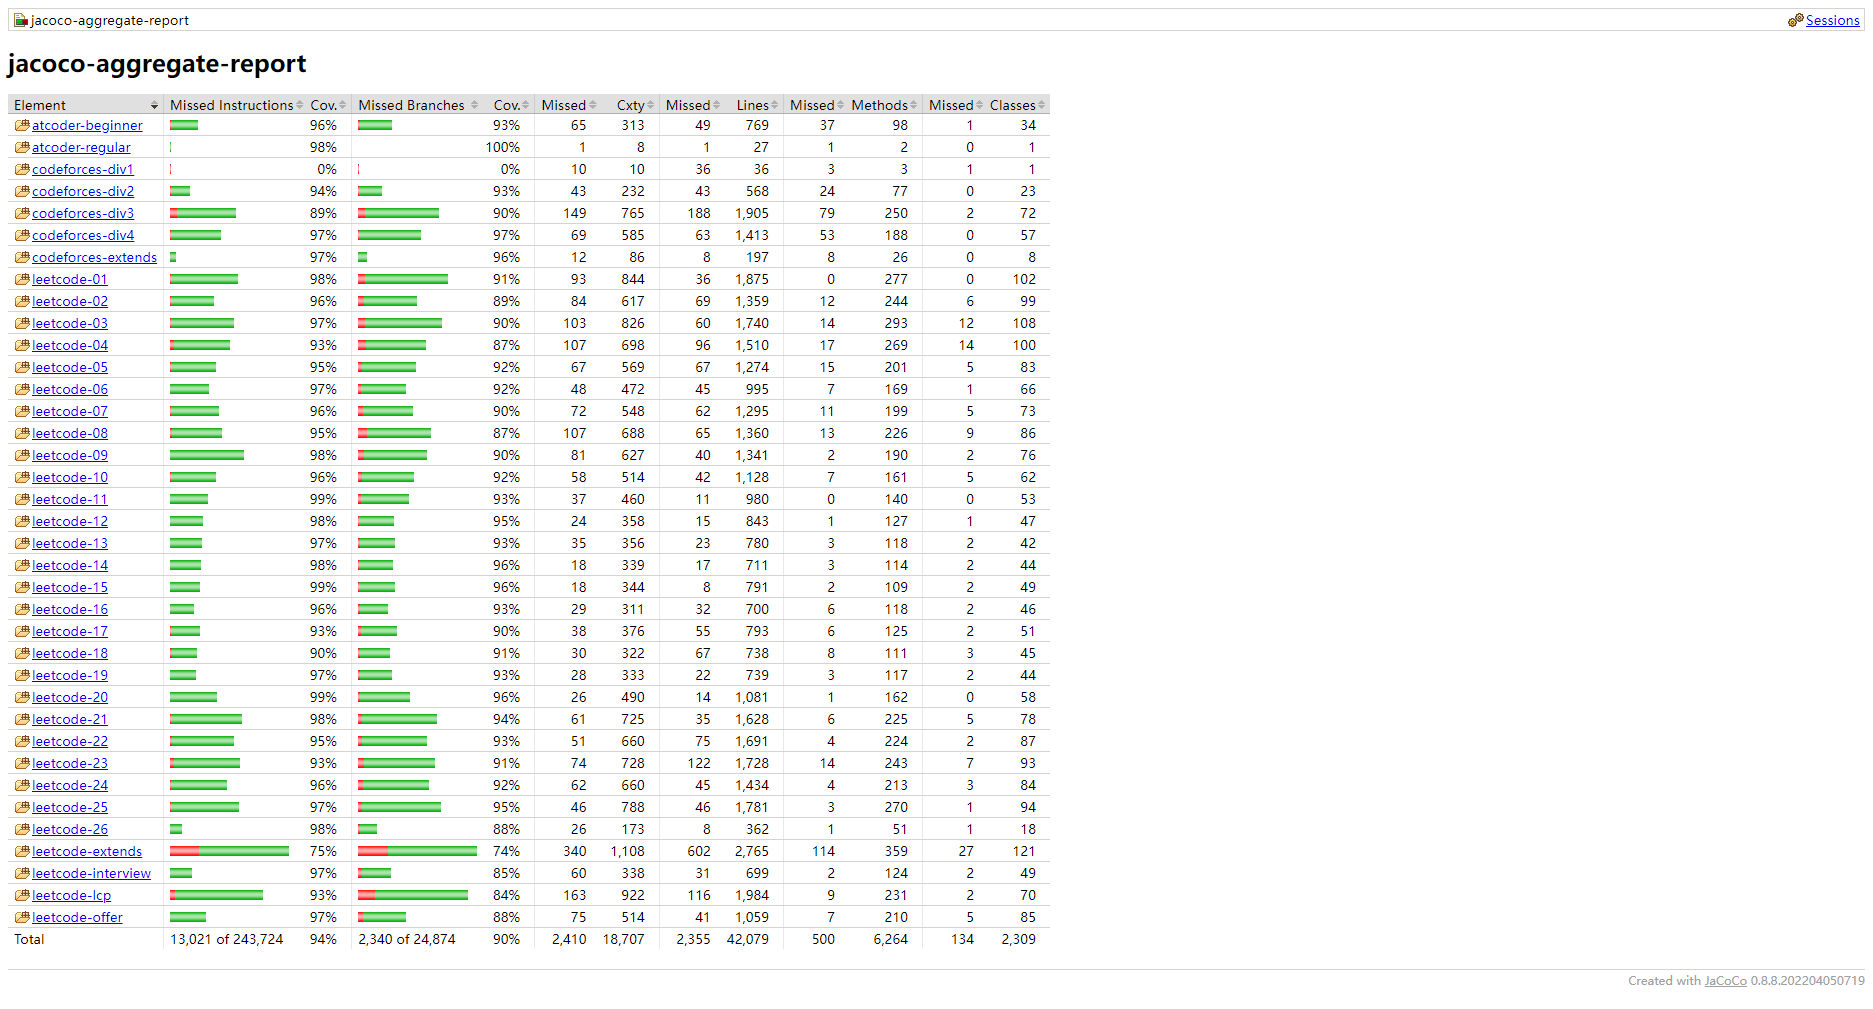 jacoco-aggregate-report Sessions
jacoco-aggregate-report
Element Missed Instructions Cov. Missed Branches Cov. Missed Cxty Missed Lines Missed Methods Missed Classes
atcoder-beginner 96% 93% 65 313 49 769 37 98 1 34
atcoder-regular 98% 100% 1 8 1 27 1 2 0 1
codeforces-div1 0% 0% 10 10 36 36 3 3 1 1
codeforces-div2 94% 93% 43 232 43 568 24 77 0 23
codeforces-div3 89% 90% 149 765 188 1,905 79 250 2 72
codeforces-div4 97% 97% 69 585 63 1,413 53 188 0 57
codeforces-extends 97% 96% 12 86 8 197 8 26 0 8
leetcode-01 98% 91% 93 844 36 1,875 0 277 0 102
leetcode-02 96% 89% 84 617 69 1,359 12 244 6 99
leetcode-03 97% 90% 103 826 60 1,740 14 293 12 108
leetcode-04 93% 87% 107 698 96 1,510 17 269 14 100
leetcode-05 95% 92% 67 569 67 1,274 15 201 5 83
leetcode-06 97% 92% 48 472 45 995 7 169 1 66
leetcode-07 96% 90% 72 548 62 1,295 11 199 5 73
leetcode-08 95% 87% 107 688 65 1,360 13 226 9 86
leetcode-09 98% 90% 81 627 40 1,341 2 190 2 76
leetcode-10 96% 92% 58 514 42 1,128 7 161 5 62
leetcode-11 99% 93% 37 460 11 980 0 140 0 53
leetcode-12 98% 95% 24 358 15 843 1 127 1 47
leetcode-13 97% 93% 35 356 23 780 3 118 2 42
leetcode-14 98% 96% 18 339 17 711 3 114 2 44
leetcode-15 99% 96% 18 344 8 791 2 109 2 49
leetcode-16 96% 93% 29 311 32 700 6 118 2 46
leetcode-17 93% 90% 38 376 55 793 6 125 2 51
leetcode-18 90% 91% 30 322 67 738 8 111 3 45
leetcode-19 97% 93% 28 333 22 739 3 117 2 44
leetcode-20 99% 96% 26 490 14 1,081 1 162 0 58
leetcode-21 98% 94% 61 725 35 1,628 6 225 5 78
leetcode-22 95% 93% 51 660 75 1,691 4 224 2 87
leetcode-23 93% 91% 74 728 122 1,728 14 243 7 93
leetcode-24 96% 92% 62 660 45 1,434 4 213 3 84
leetcode-25 97% 95% 46 788 46 1,781 3 270 1 94
leetcode-26 98% 88% 26 173 8 362 1 51 1 18
leetcode-extends 75% 74% 340 1,108 602 2,765 114 359 27 121
leetcode-interview 97% 85% 60 338 31 699 2 124 2 49
leetcode-lcp 93% 84% 163 922 116 1,984 9 231 2 70
leetcode-offer 97% 88% 75 514 41 1,059 7 210 5 85
Total 13,021 of 243,724 94% 2,340 of 24,874 90% 2,410 18,707 2,355 42,079 500 6,264 134 2,309
Created with JaCoCo 0.8.8.202204050719